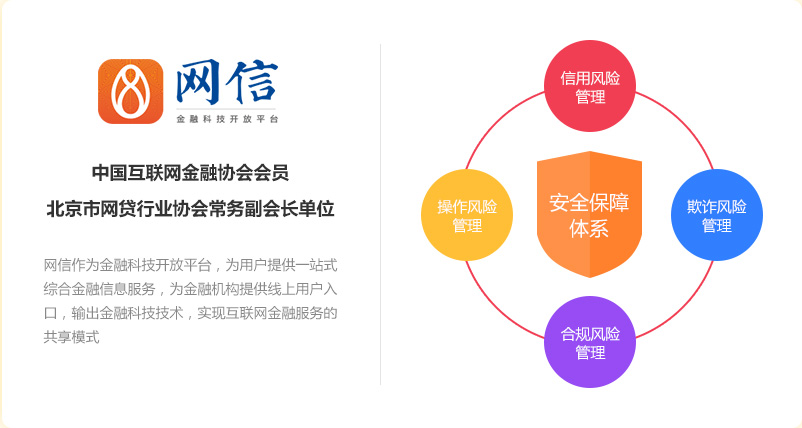 网信
金融科技开放平台
中国互联网金融协会会员
北京市网贷行业协会常务副会长单位
网信作为金融科技开放平台，为用户提供一站式
综合金融信息服务，为金融机构提供线上用户入
口，输出金融科技技术，实现互联网金融服务的
共享模式
信用风险
管理
操作风险
管理
安全保障
体系
欺诈风险
管理
合规风险
管理